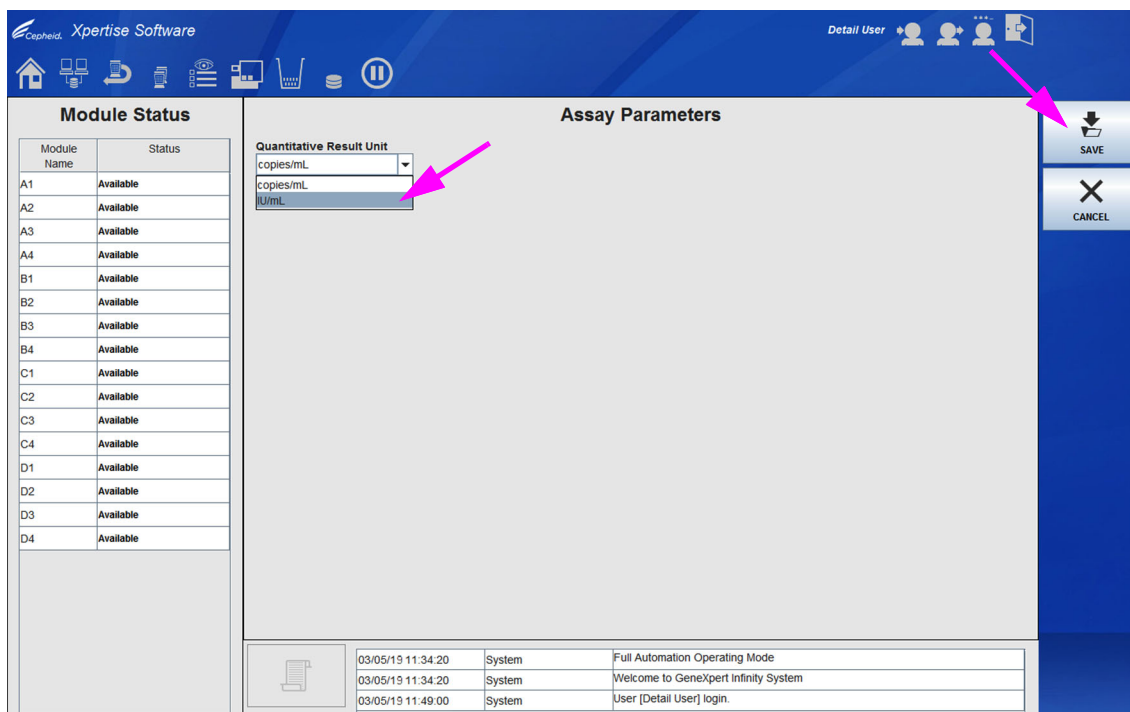 Cepheid. Xpertise Software
Detail User
Module Status
Module Name Status
A1 Available
A2 Available
A3 Available
A4 Available
B1 Available
B2 Available
B3 Available
B4 Available
C1 Available
C2 Available
C3 Available
C4 Available
D1 Available
D2 Available
D3 Available
D4 Available
Assay Parameters
Quantitative Result Unit
copies/mL
copies/mL
IU/mL
SAVE
CANCEL
03/05/19 11:34:20 System Full Automation Operating Mode
03/05/19 11:34:20 System Welcome to GeneXpert Infinity System
03/05/19 11:49:00 System User [Detail User] login.